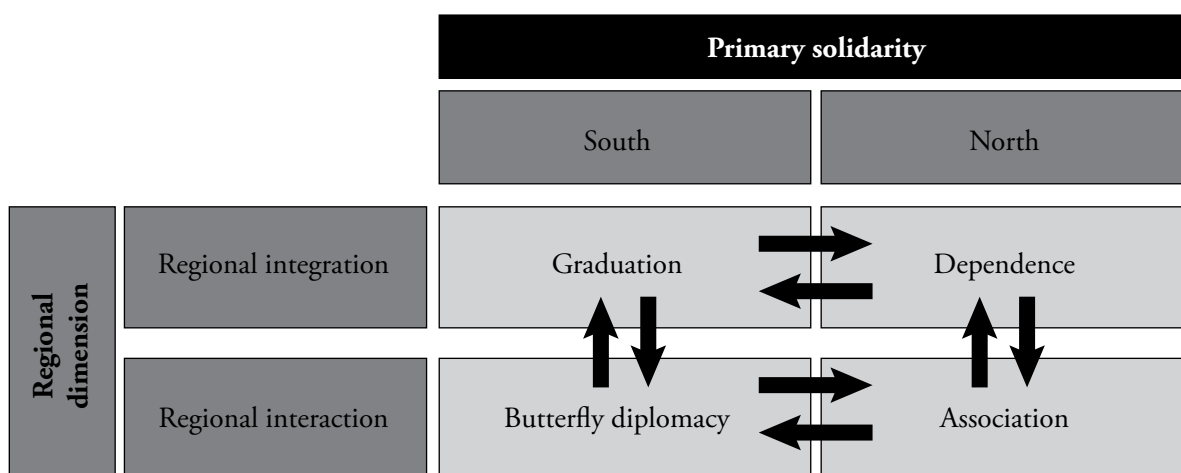 Primary solidarity
South
North
Regional
dimension
Regional integration
Graduation
Dependence
Regional interaction
Butterfly diplomacy
Association